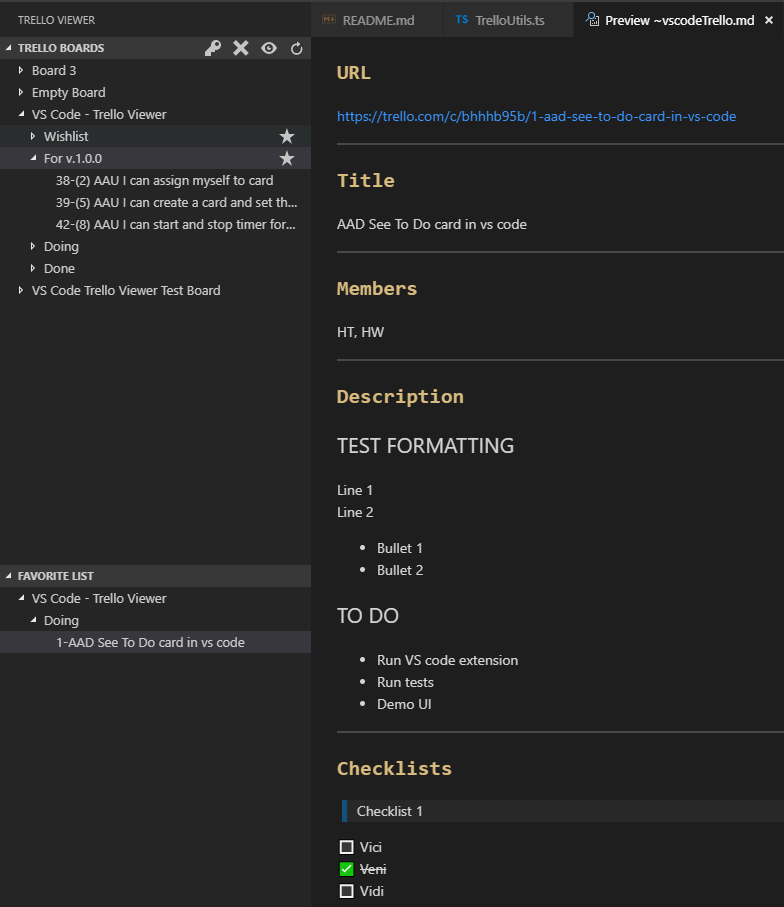 TRELLO VIEWER
TRELLO BOARDS
Board 3
Empty Board
VS Code - Trello Viewer
Wishlist
For v.1.0.0
38-(2) AAU I can assign myself to card
39-(5) AAU I can create a card and set th...
42-(8) AAU I can start and stop timer for...
Doing
Done
VS Code Trello Viewer Test Board
FAVORITE LIST
VS Code - Trello Viewer
Doing
1-AAD See To Do card in vs code
README.md TS TrelloUtils.ts Preview ~vscodeTrello.md
URL
https://trello.com/c/bhhhb95b/1-aad-see-to-do-card-in-vs-code
Title
AAD See To Do card in vs code
Members
HT, HW
Description
TEST FORMATTING
Line 1
Line 2
• Bullet 1
• Bullet 2
TO DO
• Run VS code extension
• Run tests
• Demo UI
Checklists
Checklist 1
Vici
Veni
Vidi